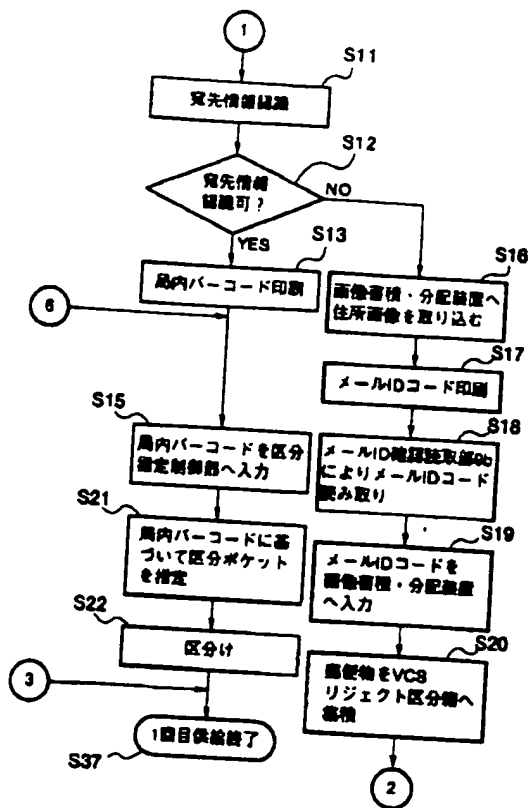 1
S11
宛先情報認識
S12
宛先情報
認識可?
NO
YES
S13
局内バーコード印刷
6
S16
画像蓄積・分配装置へ
住所画像を取り込む
S17
メールIDコード印刷
S15
局内バーコードを区分
指定制御部へ入力
S18
メールID確認読取部9b
によりメールIDコード
読み取り
S21
局内バーコードに基
づいて区分ポケット
を指定
S19
メールIDコードを
画像蓄積・分配装置
へ入力
S22
区分け
S20
郵便物をVCS
リジェクト区分箱へ
集積
3
S37
1回目供給終了
2